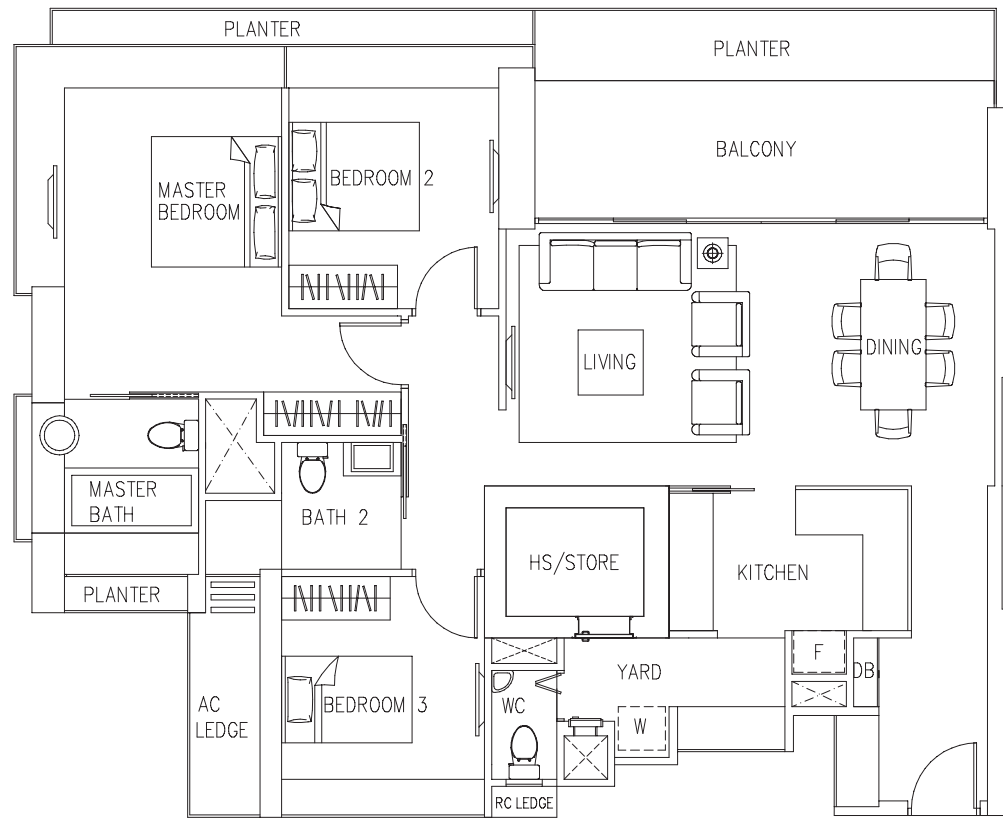 PLANTER
PLANTER
BALCONY
MASTER
BEDROOM
BEDROOM 2
LIVING
DINING
MASTER
BATH
BATH 2
HS/STORE
KITCHEN
PLANTER
F
YARD
DB
AC
LEDGE
BEDROOM 3
WC
W
RC LEDGE